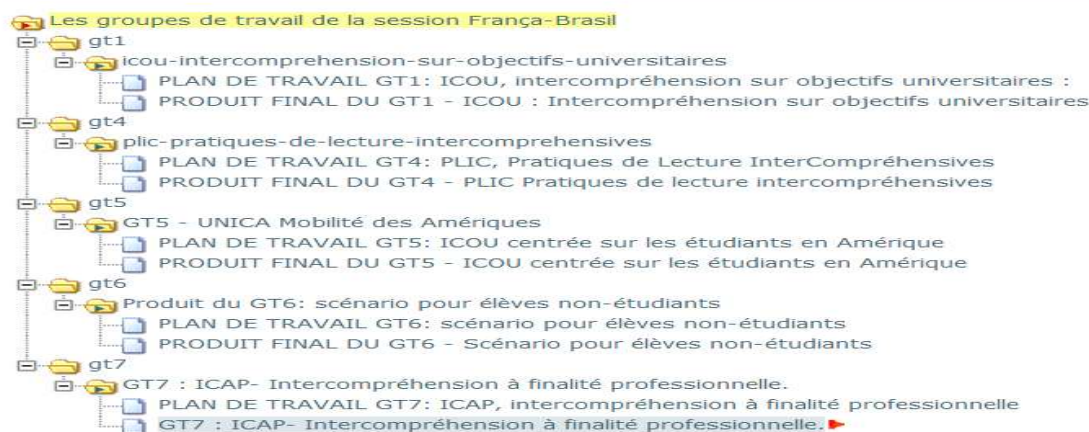 Les groupes de travail de la session França-Brasil
gt1
icou-intercomprehension-sur-objectifs-universitaires
PLAN DE TRAVAIL GT1: ICOU, intercompréhension sur objectifs universitaires :
PRODUIT FINAL DU GT1 - ICOU : Intercompréhension sur objectifs universitaires
gt4
plic-pratiques-de-lecture-intercomprehensives
PLAN DE TRAVAIL GT4: PLIC, Pratiques de Lecture InterCompréhensives
PRODUIT FINAL DU GT4 - PLIC Pratiques de lecture intercompréhensives
gt5
GT5 - UNICA Mobilité des Amériques
PLAN DE TRAVAIL GT5: ICOU centrée sur les étudiants en Amérique
PRODUIT FINAL DU GT5 - ICOU centrée sur les étudiants en Amérique
gt6
Produit du GT6: scénario pour élèves non-étudiants
PLAN DE TRAVAIL GT6: scénario pour élèves non-étudiants
PRODUIT FINAL DU GT6 - Scénario pour élèves non-étudiants
gt7
GT7 : ICAP- Intercompréhension à finalité professionnelle.
PLAN DE TRAVAIL GT7: ICAP, intercompréhension à finalité professionnelle
GT7 : ICAP- Intercompréhension à finalité professionnelle.